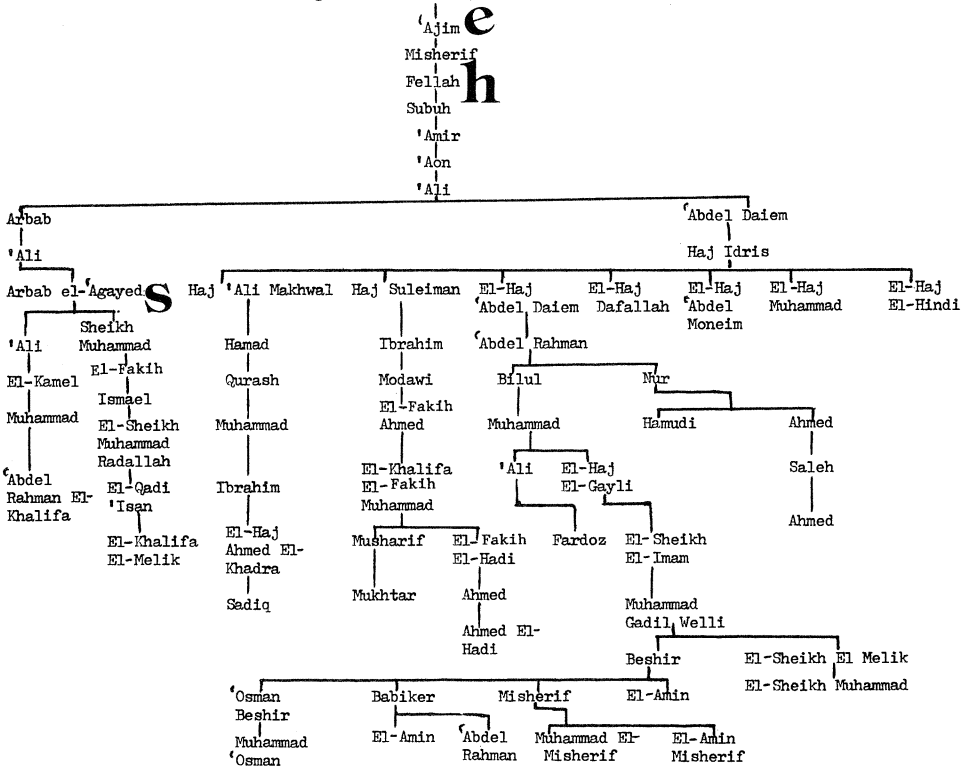 ‘Ajim e
Misherif
Fellah h
Subuh
'Amir
'Aon
'Ali
Arbab ‘Abdel Daiem
'Ali Haj Idris
Arbab el-‘Agayed s Haj 'Ali Makhwal Haj Suleiman El-Haj El-Haj El-Haj El-Haj El-Haj
‘Abdel Daiem Dafallah ‘Abdel Muhammad El-Hindi
Moneim
Sheikh
'Ali Muhammad Hamad Ibrahim ‘Abdel Rahman
El-Fakih
El-Kamel Qurash Modawi Bilul Nur
Ismael El-Fakih
Muhammad El-Sheikh Muhammad Ahmed Muhammad Hamudi Ahmed
Muhammad
Radallah El-Khalifa 'Ali El-Haj Saleh
‘Abdel El-Qadi Ibrahim El-Fakih El-Gayli
Rahman El- 'Isan Muhammad
Khalifa
El-Khalifa El-Haj Musharif El-Fakih Fardoz El-Sheikh Ahmed
El-Melik Ahmed El- El-Hadi El-Imam
Khadra
Sadiq Mukhtar Ahmed Muhammad
Gadil Welli
Ahmed El-
Hadi
Beshir El-Sheikh El Melik
El-Sheikh Muhammad
‘Osman Babiker Misherif El-Amin
Beshir
Muhammad El-Amin ‘Abdel Muhammad El- El-Amin
‘Osman Rahman Misherif Misherif